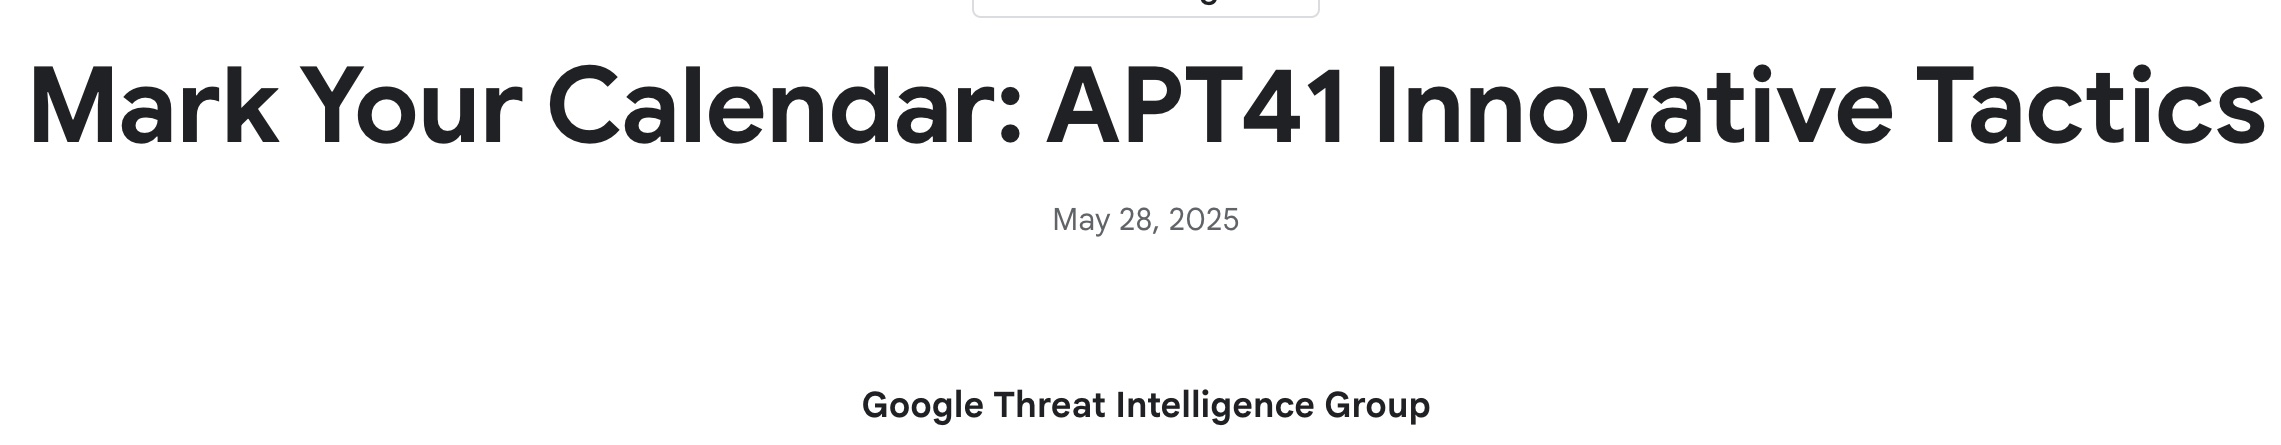 Mark Your Calendar: APT41 Innovative Tactics
May 28, 2025
Google Threat Intelligence Group